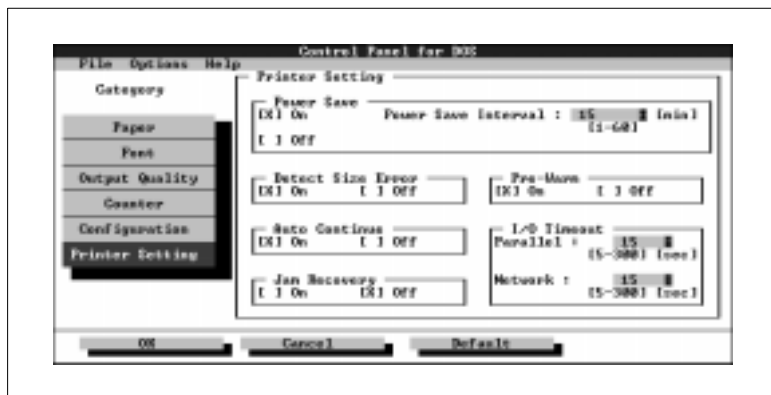 Control Panel for DOS
File Options Help
Category
Paper
Font
Output Quality
Counter
Configuration
Printer Setting
Printer Setting
Power Save
[X] On Power Save Interval : 15 [min]
[1-60]
[ ] Off
Detect Size Error
[X] On [ ] Off
Pre-Warm
[X] On [ ] Off
Auto Continue
[X] On [ ] Off
I/O Timeout
Parallel : 15
[5-300] [sec]
Jam Recovery
[ ] On [X] Off
Network : 15
[5-300] [sec]
OK Cancel Default